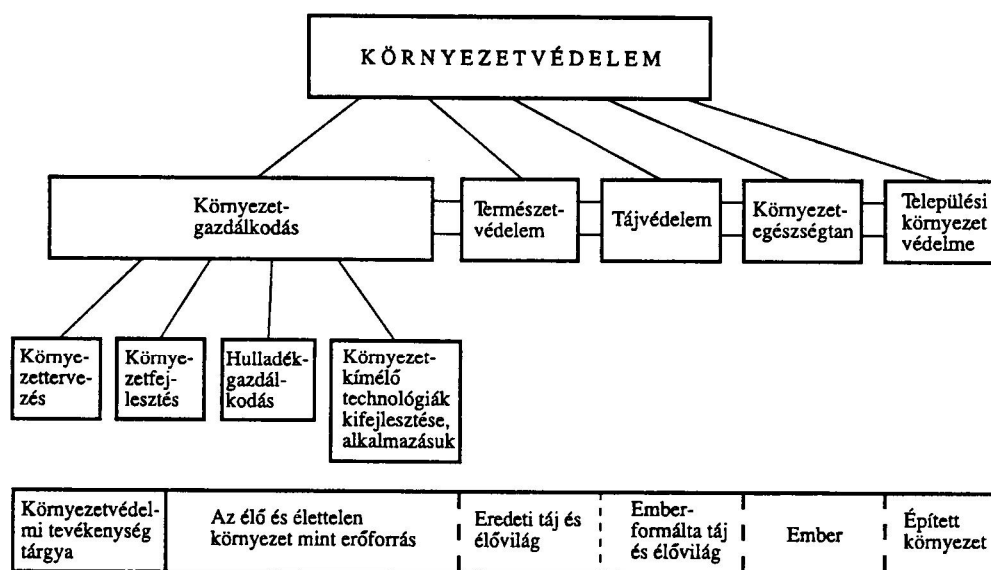 KÖRNYEZETVÉDELEM
Környezet-
gazdálkodás
Természet-
védelem
Tájvédelem
Környezet-
egészségtan
Települési
környezet
védelme
Környe-
zetterve-
zés
Környe-
zetfej-
lesztés
Hulladék-
gazdál-
kodás
Környezet-
kímélő
technológiák
kifejlesztése,
alkalmazásuk
Környezetvédel-
mi tevékenység
tárgya
Az élő és élettelen
környezet mint erőforrás
Eredeti táj és
élővilág
Ember-
formálta táj
és élővilág
Ember
Épített
környezet